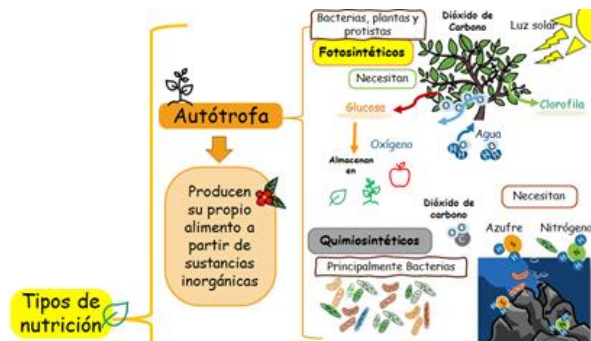 Tipos de
nutrición
Autótrofa
Producen
su propio
alimento a
partir de
sustancias
inorgánicas
Bacterias, plantas y
protistas
Fotosintéticos
Necesitan
Dióxido de
Carbono
Luz solar
Glucosa
Clorofila
Oxígeno
Agua
Almacenan
en
Dióxido de
carbono
Necesitan
Azufre
Nitrógeno
Quimiosintéticos
Principalmente Bacterias